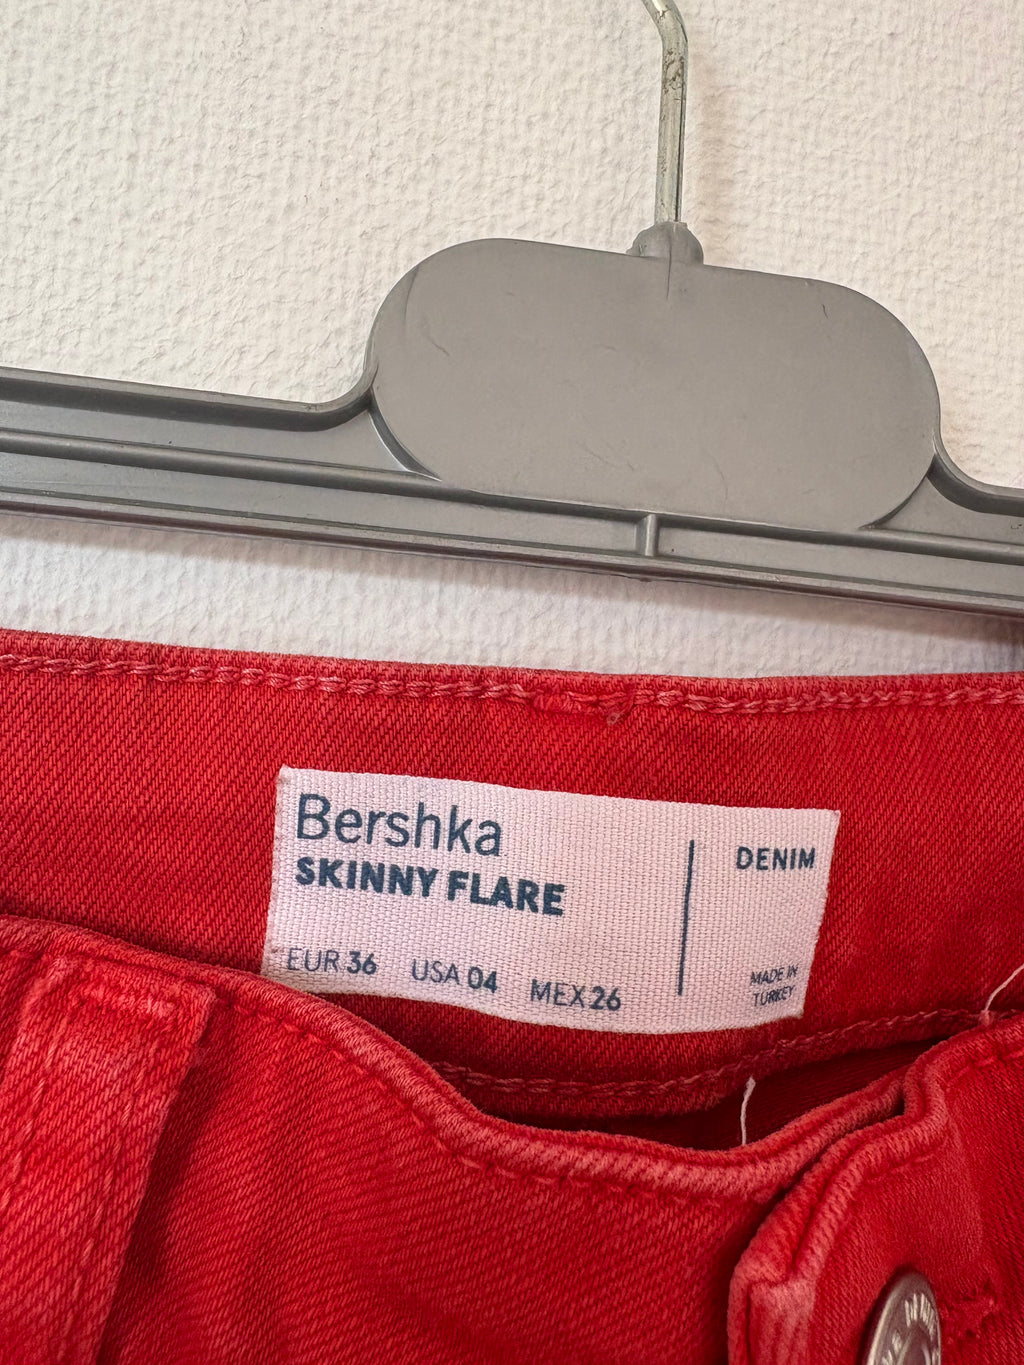 Bershka
SKINNY FLARE
EUR 36 USA 04 MEX 26
DENIM
MADE IN
TURKEY